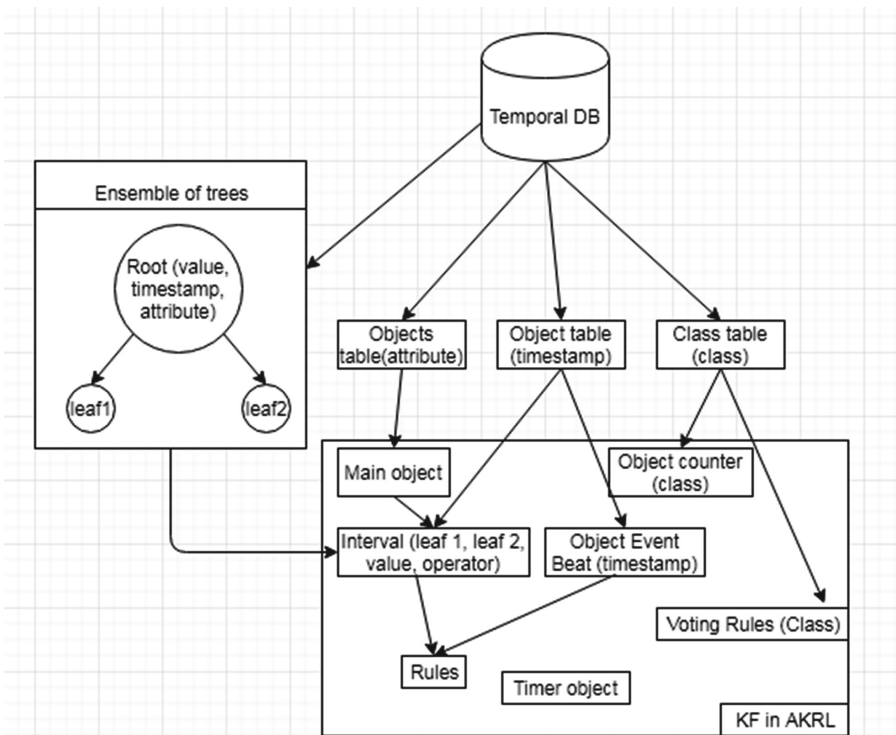 Temporal DB
Ensemble of trees
Root (value,
timestamp,
attribute)
leaf1
leaf2
Objects
table(attribute)
Object table
(timestamp)
Class table
(class)
Main object
Object counter
(class)
Interval (leaf 1, leaf 2,
value, operator)
Object Event
Beat (timestamp)
Voting Rules (Class)
Rules
Timer object
KF in AKRL